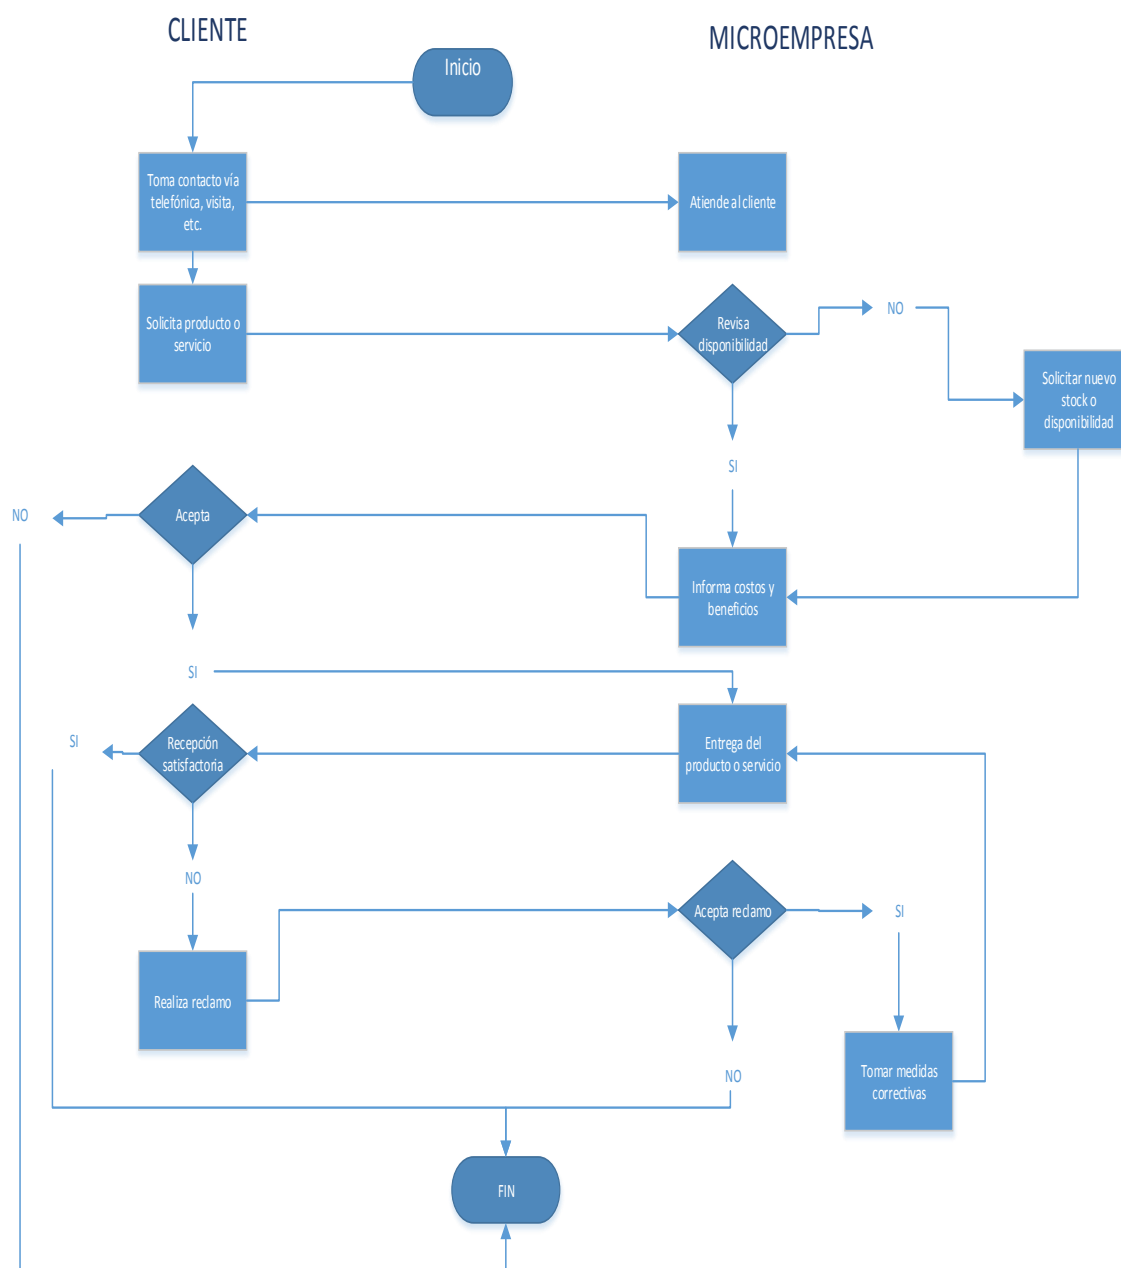 CLIENTE
MICROEMPRESA
Inicio
Toma contacto vía
telefónica, visita,
etc.
Atiende al cliente
Solicita producto o
servicio
Revisa
disponibilidad
NO
Solicitar nuevo
stock o
disponibilidad
SI
NO
Acepta
Informa costos y
beneficios
SI
SI
Recepción
satisfactoria
Entrega del
producto o servicio
NO
Acepta reclamo
SI
Realiza reclamo
NO
Tomar medidas
correctivas
FIN